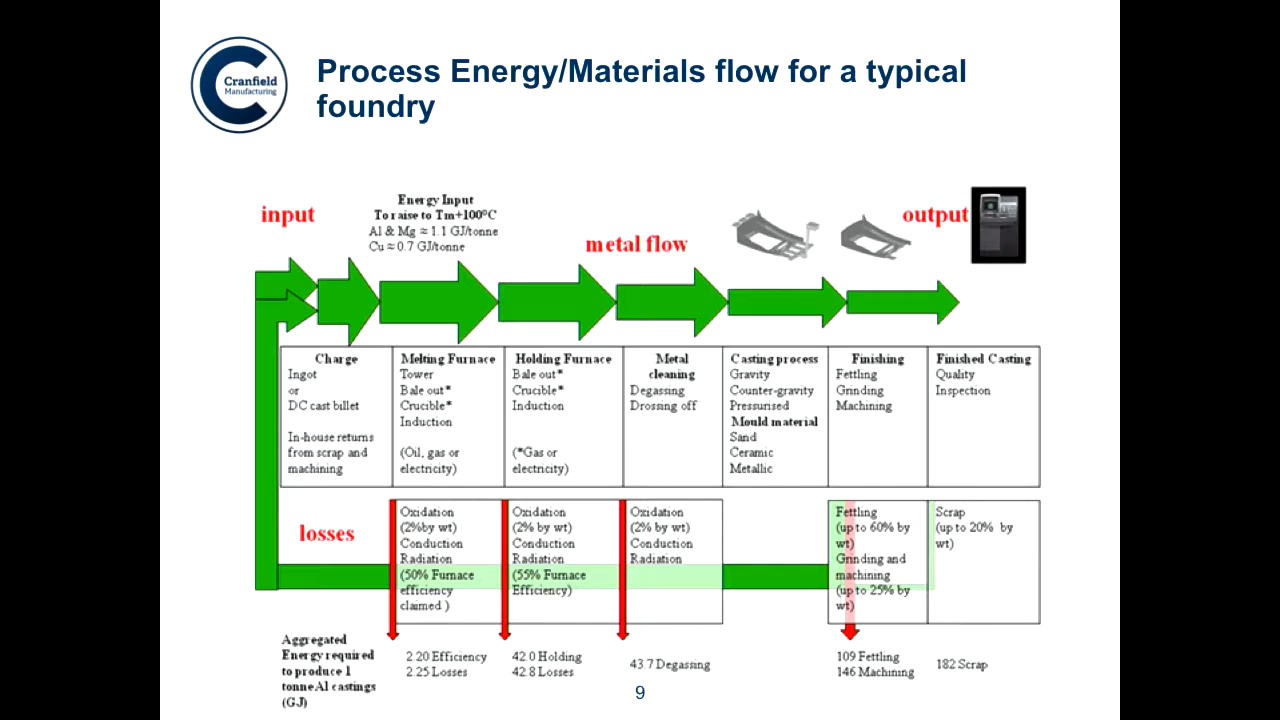 Cranfield
Manufacturing
Process Energy/Materials flow for a typical
foundry
input
Energy Input
To raise to Tm+100°C
Al & Mg ≈ 1.1 GJ/tonne
Cu ≈ 0.7 GJ/tonne
metal flow
output
Charge
Ingot
or
DC cast billet
In-house returns
from scrap and
machining
Melting Furnace
Tower
Bale out*
Crucible*
Induction
(Oil, gas or
electricity)
Holding Furnace
Bale out*
Crucible*
Induction
(*Gas or
electricity)
Metal
cleaning
Degassing
Drossing off
Casting process
Gravity
Counter-gravity
Pressurised
Mould material
Sand
Ceramic
Metallic
Finishing
Fettling
Grinding
Machining
Finished Casting
Quality
Inspection
losses
Oxidation
(2%by wt)
Conduction
Radiation
(50% Furnace
efficiency
claimed )
Oxidation
(2% by wt)
Conduction
Radiation
(55% Furnace
Efficiency)
Oxidation
(2% by wt)
Conduction
Radiation
Fettling
(up to 60% by
wt)
Grinding and
machining
(up to 25% by
wt)
Scrap
(up to 20% by
wt)
Aggregated
Energy required
to produce 1
tonne Al castings
(GJ)
2.20 Efficiency
2.25 Losses
42.0 Holding
42.8 Losses
43.7 Degassing
109 Fettling
146 Machining
182 Scrap
9